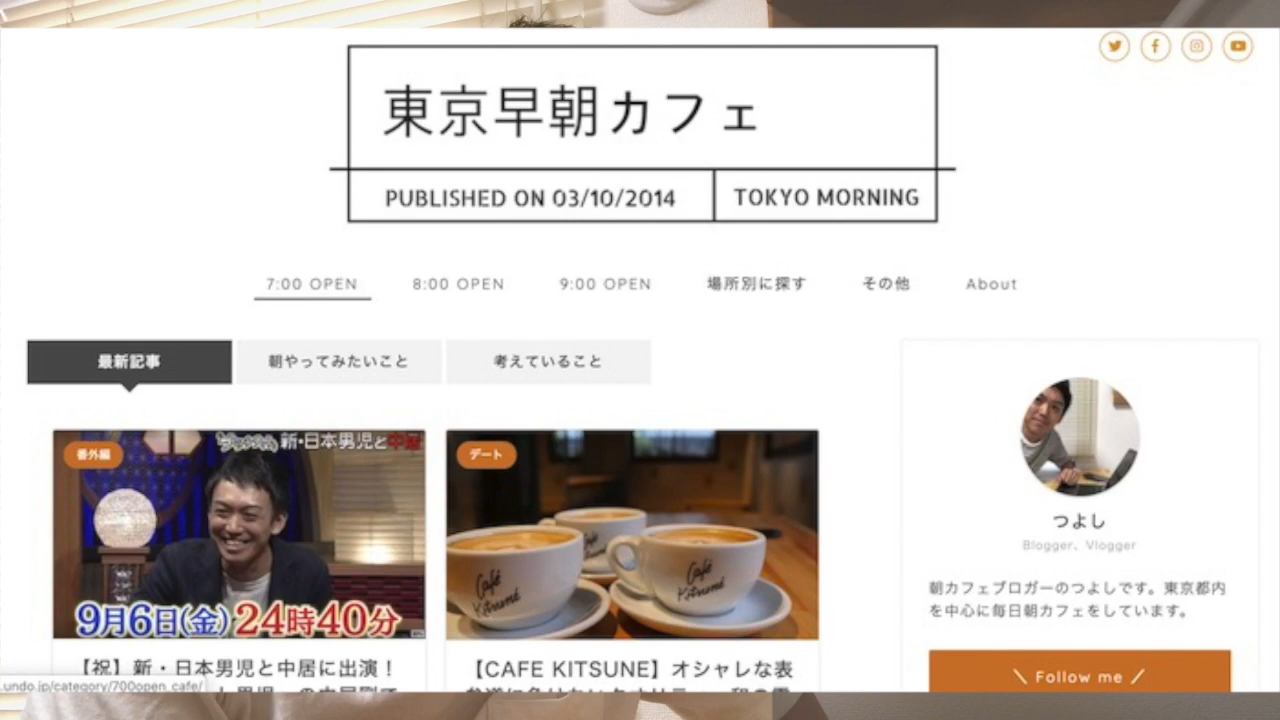 東京早朝カフェ
PUBLISHED ON 03/10/2014
TOKYO MORNING
7:00 OPEN
8:00 OPEN
9:00 OPEN
場所別に探す
その他
About
最新記事
朝やってみたいこと
考えていること
番外編
新・日本男児と中居
9月6日(金)24時40分
デート
Café
Kitsuné
Café
Kitsuné
【祝】新・日本男児と中居に出演！
【CAFE KITSUNE】オシャレな表
つよし
Blogger、Vlogger
朝カフェブロガーのつよしです。東京都内
を中心に毎日朝カフェをしています。
＼ Follow me ／
.undo.jp/category/700open_cafe/